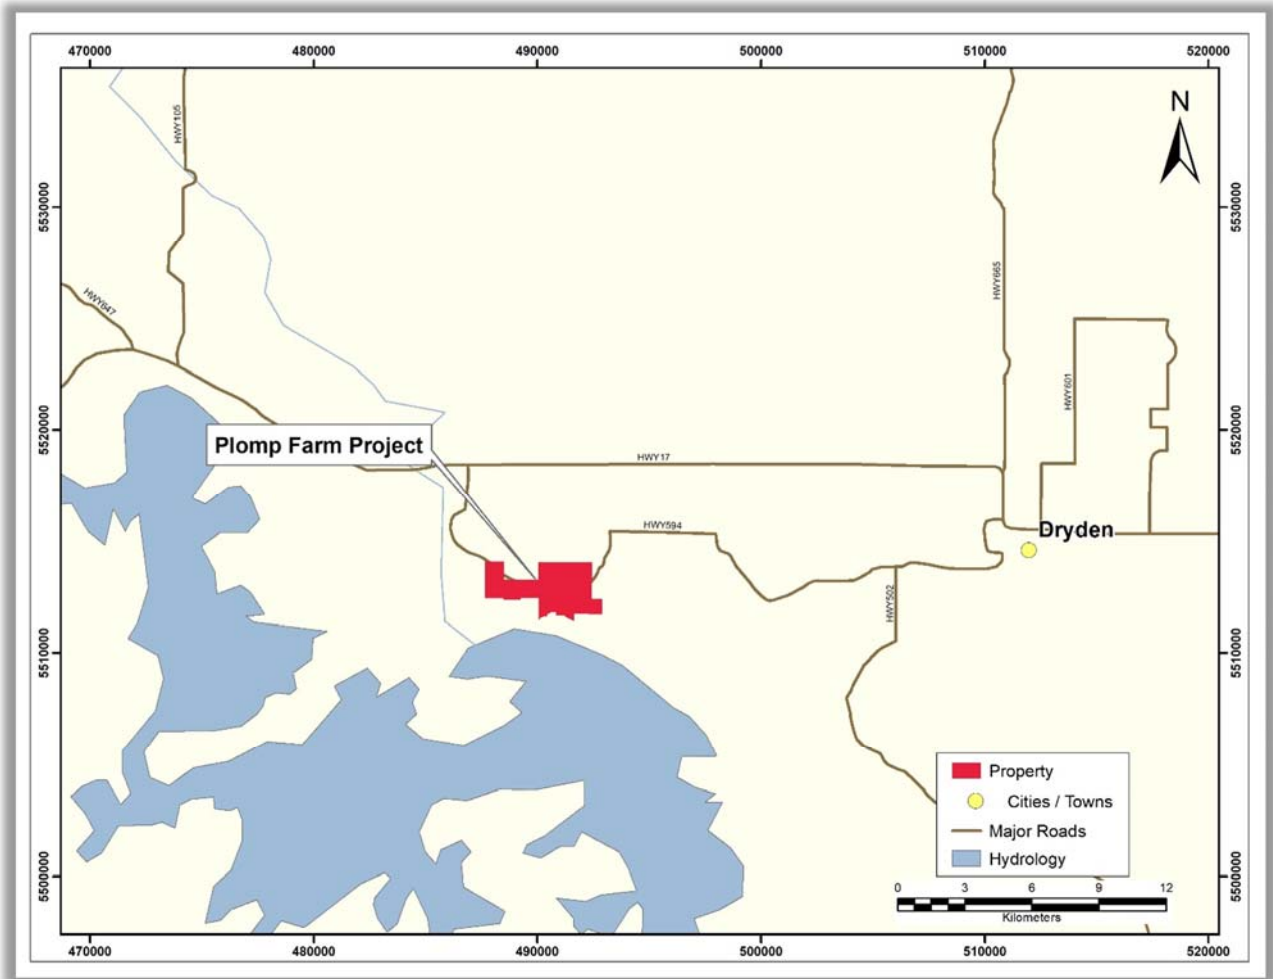 470000 480000 490000 500000 510000 520000
N
HWY105
5530000 5530000
HWY665
HWY647
HWY601
5520000 5520000
Plomp Farm Project
HWY17
HWY594
Dryden
HWY502
5510000 5510000
Property
Cities / Towns
Major Roads
Hydrology
5500000 5500000
0 3 6 9 12
Kilometers
470000 480000 490000 500000 510000 520000